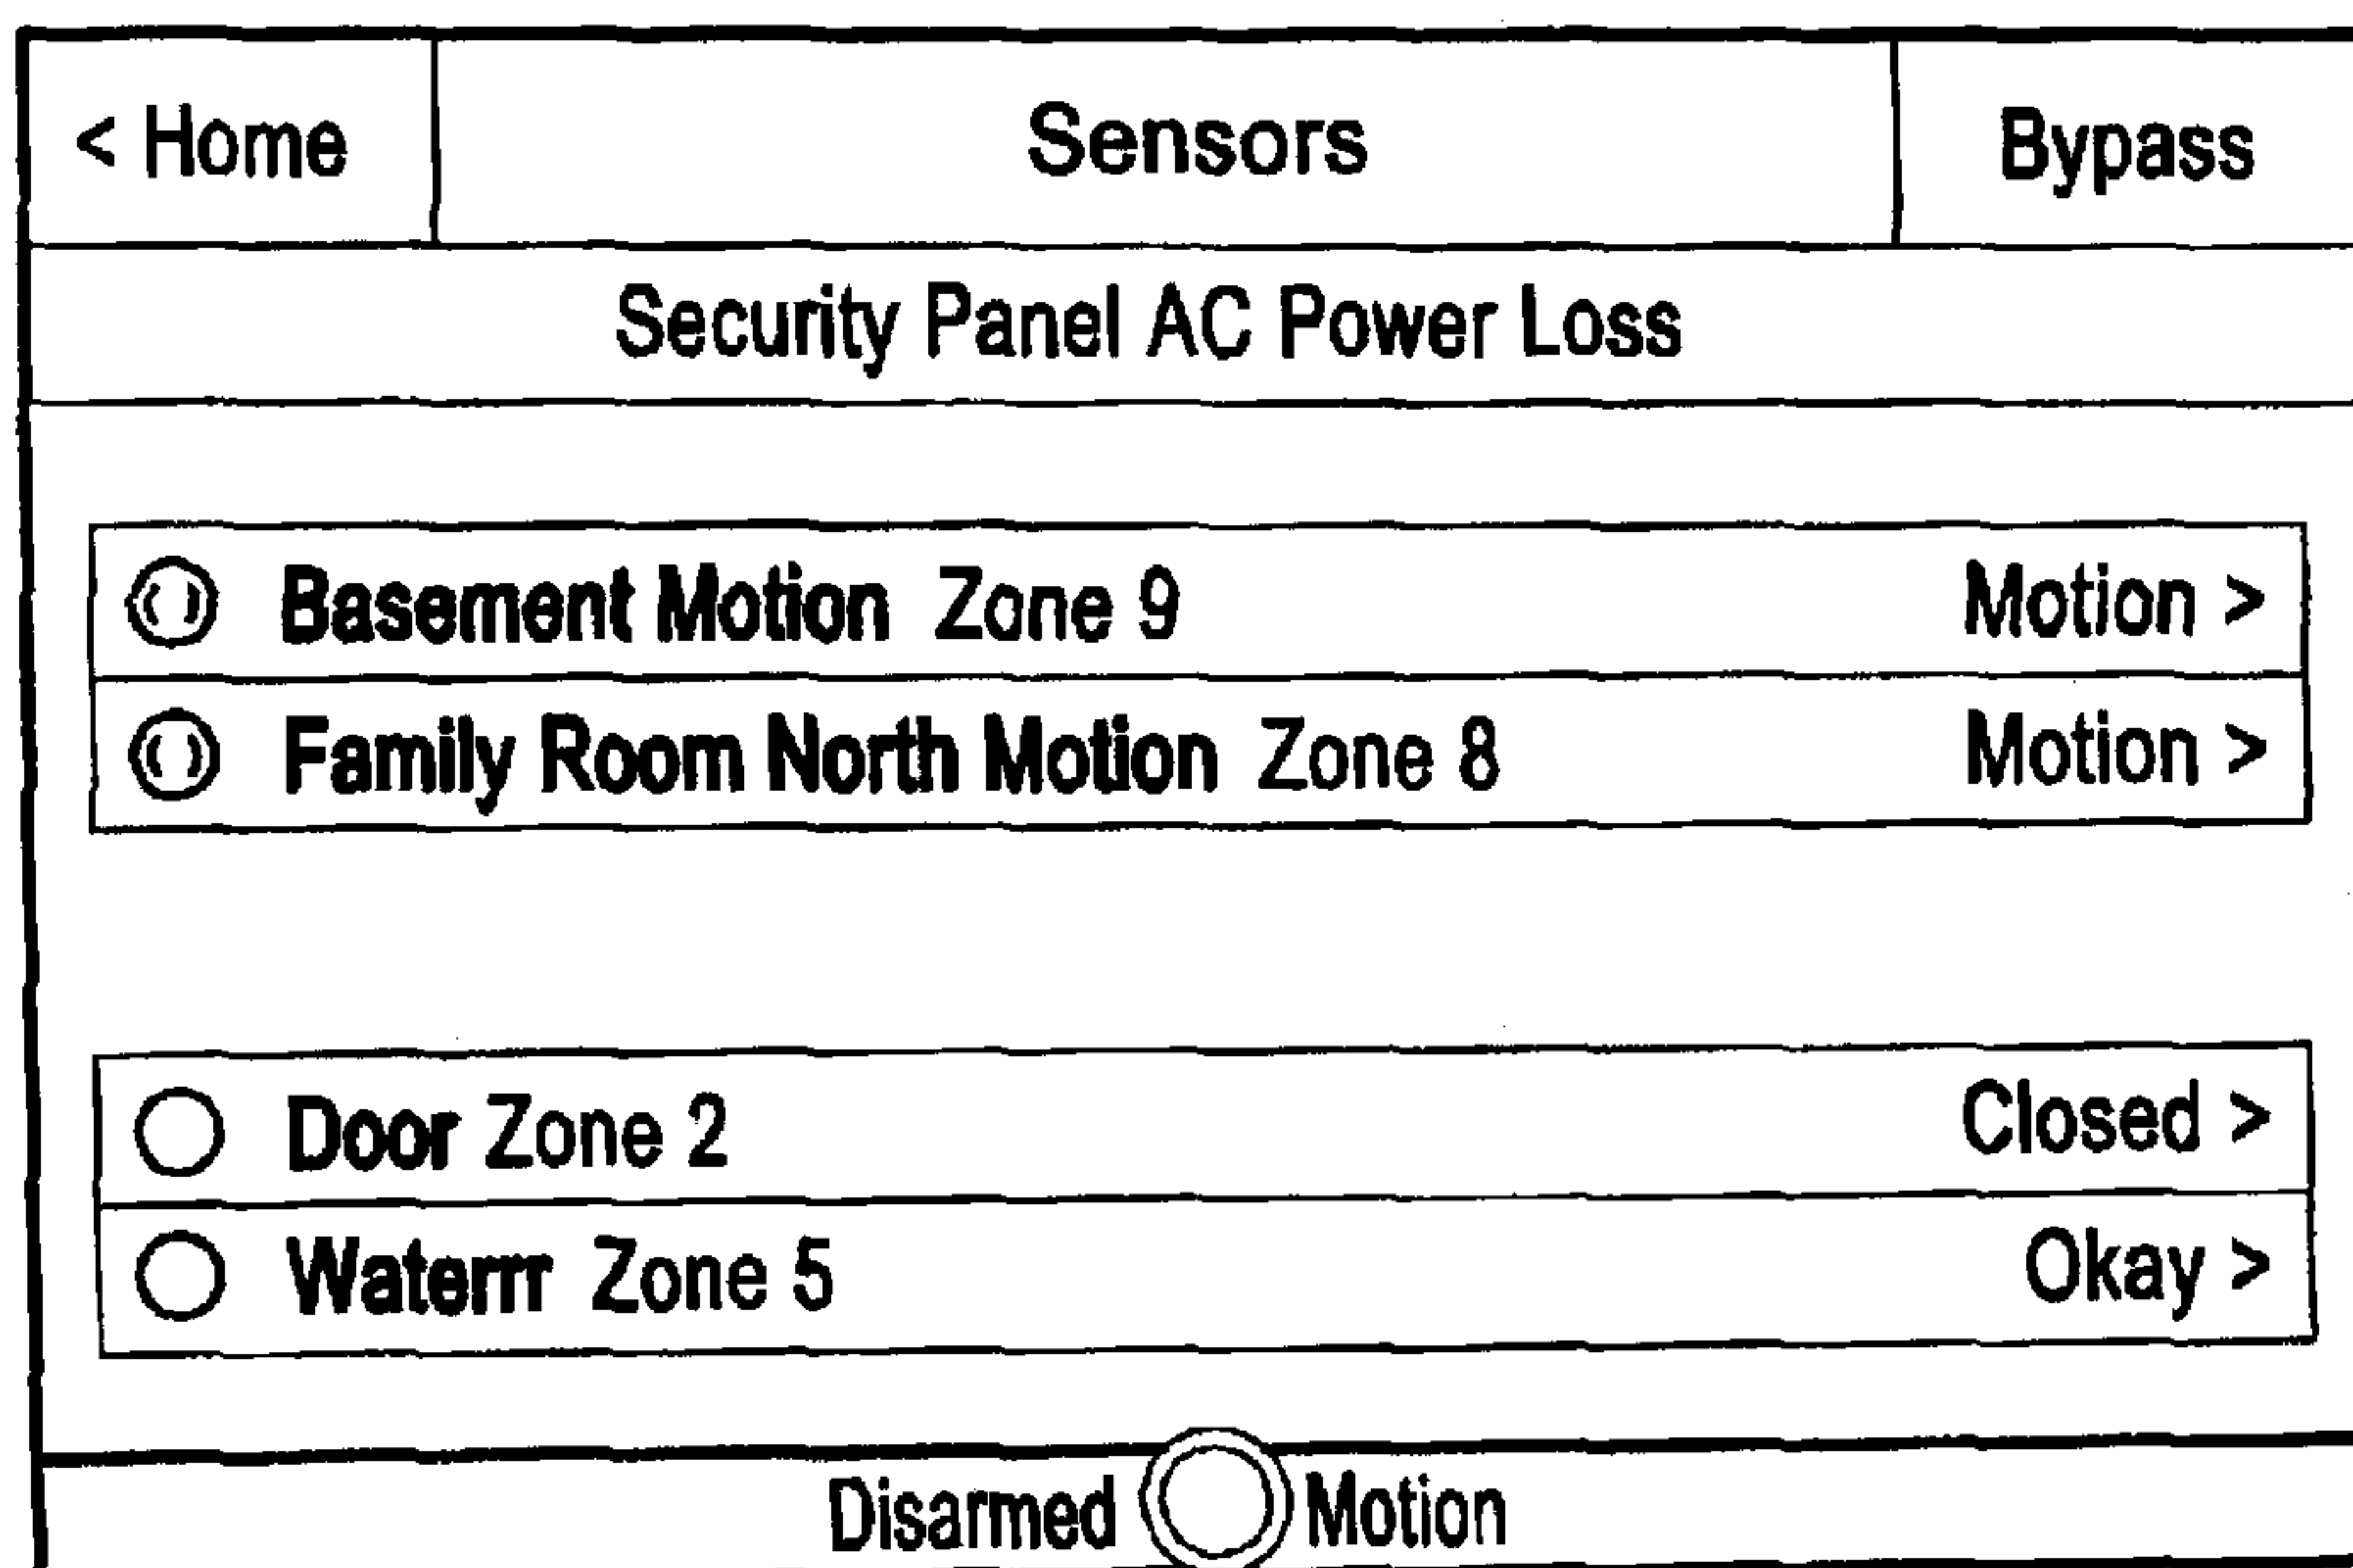 < Home Sensors Bypass
Security Panel AC Power Loss
Basement Motion Zone 9 Motion >
Family Room North Motion Zone 8 Motion >
Door Zone 2 Closed >
Waterrr Zone 5 Okay >
Disarmed Motion